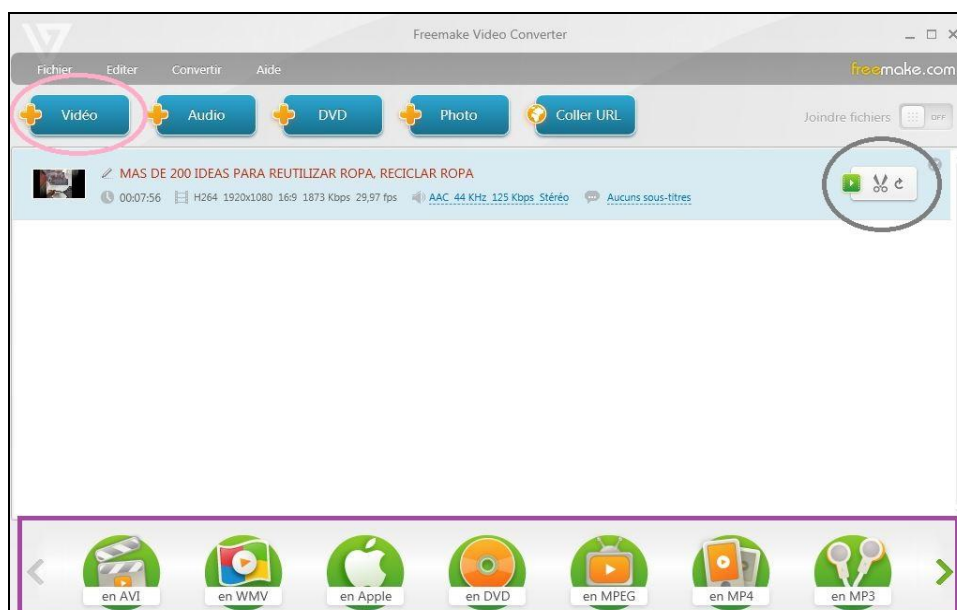 Freemake Video Converter
Fichier Editer Convertir Aide freemake.com
Vidéo Audio DVD Photo Coller URL Joindre fichiers OFF
MAS DE 200 IDEAS PARA REUTILIZAR ROPA, RECICLAR ROPA
00:07:56 H264 1920x1080 16:9 1873 Kbps 29,97 fps AAC 44 KHz 125 Kbps Stéréo Aucuns sous-titres
en AVI en WMV en Apple en DVD en MPEG en MP4 en MP3